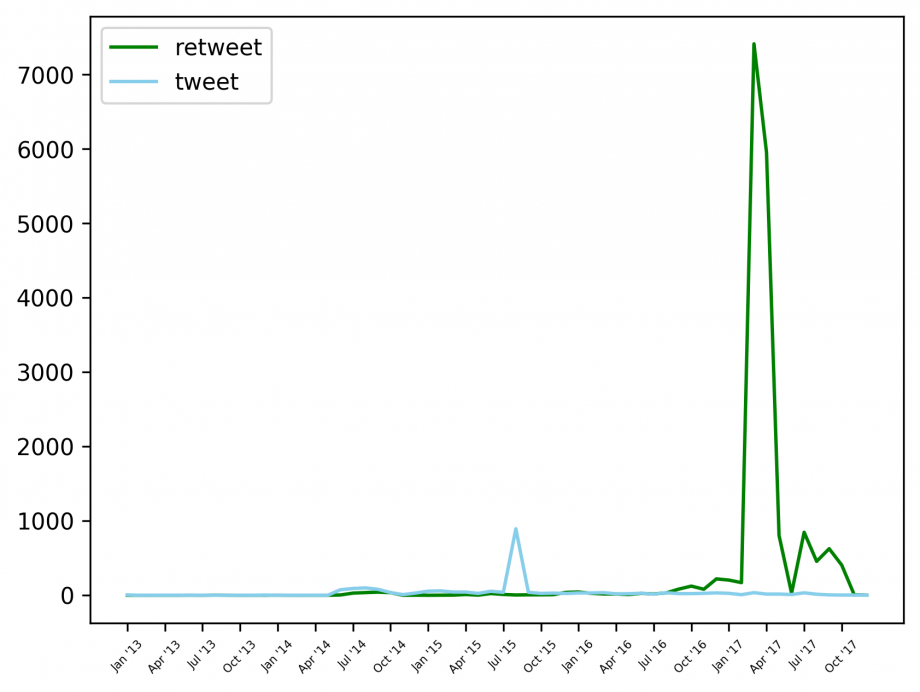 retweet
tweet
7000
6000
5000
4000
3000
2000
1000
0
Jan '13
Apr '13
Jul '13
Oct '13
Jan '14
Apr '14
Jul '14
Oct '14
Jan '15
Apr '15
Jul '15
Oct '15
Jan '16
Apr '16
Jul '16
Oct '16
Jan '17
Apr '17
Jul '17
Oct '17